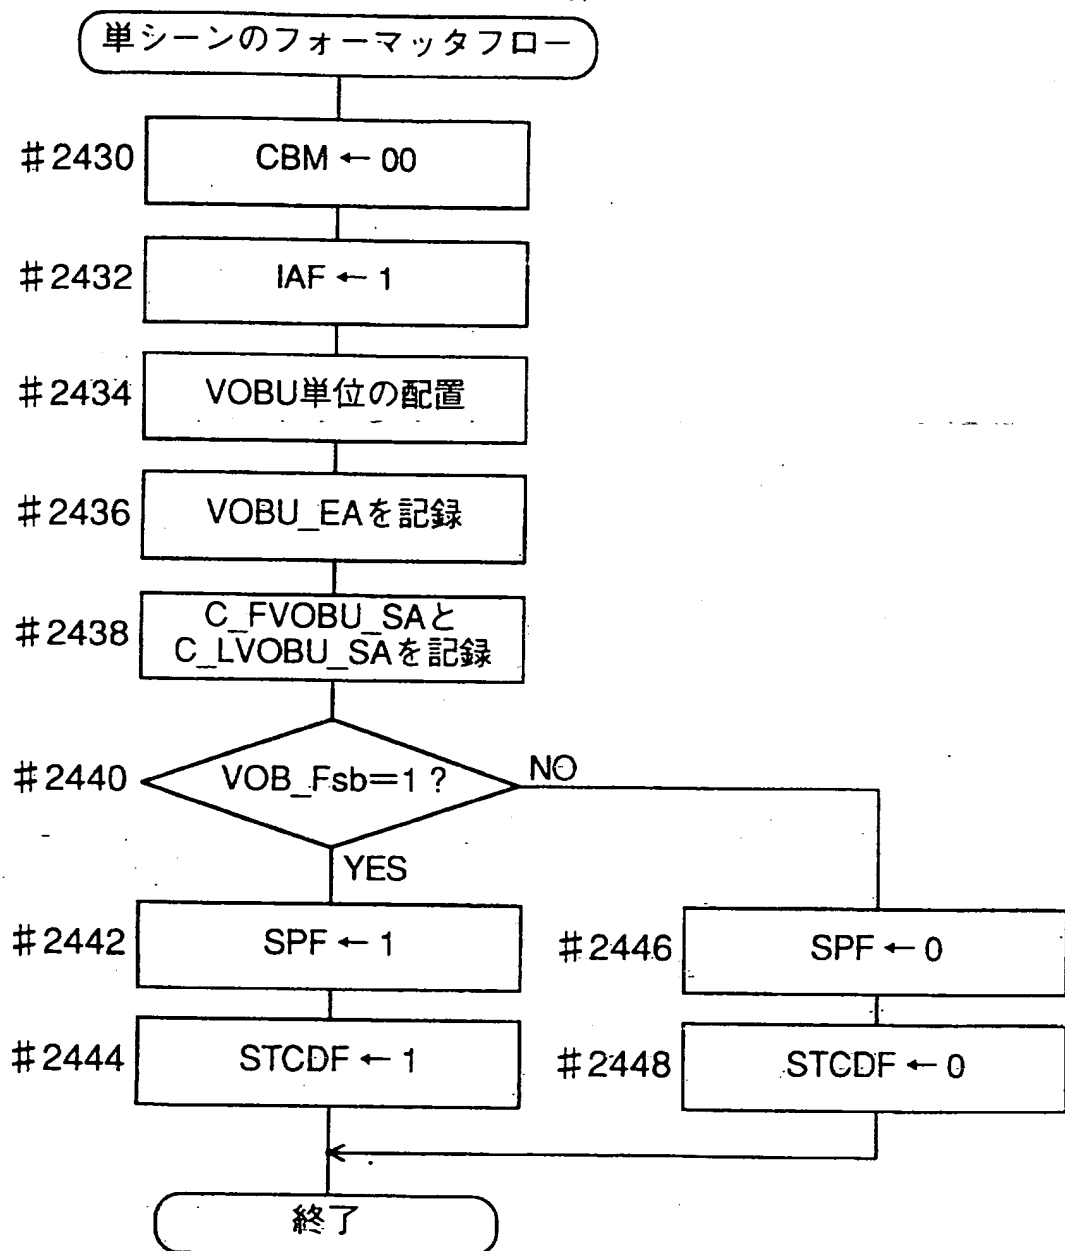 単シーンのフォーマッタフロー
#2430
CBM ← 00
#2432
IAF ← 1
#2434
VOBU単位の配置
#2436
VOBU_EAを記録
#2438
C_FVOBU_SAと
C_LVOBU_SAを記録
#2440
VOB_Fsb=1 ?
NO
YES
#2442
SPF ← 1
#2446
SPF ← 0
#2444
STCDF ← 1
#2448
STCDF ← 0
終了